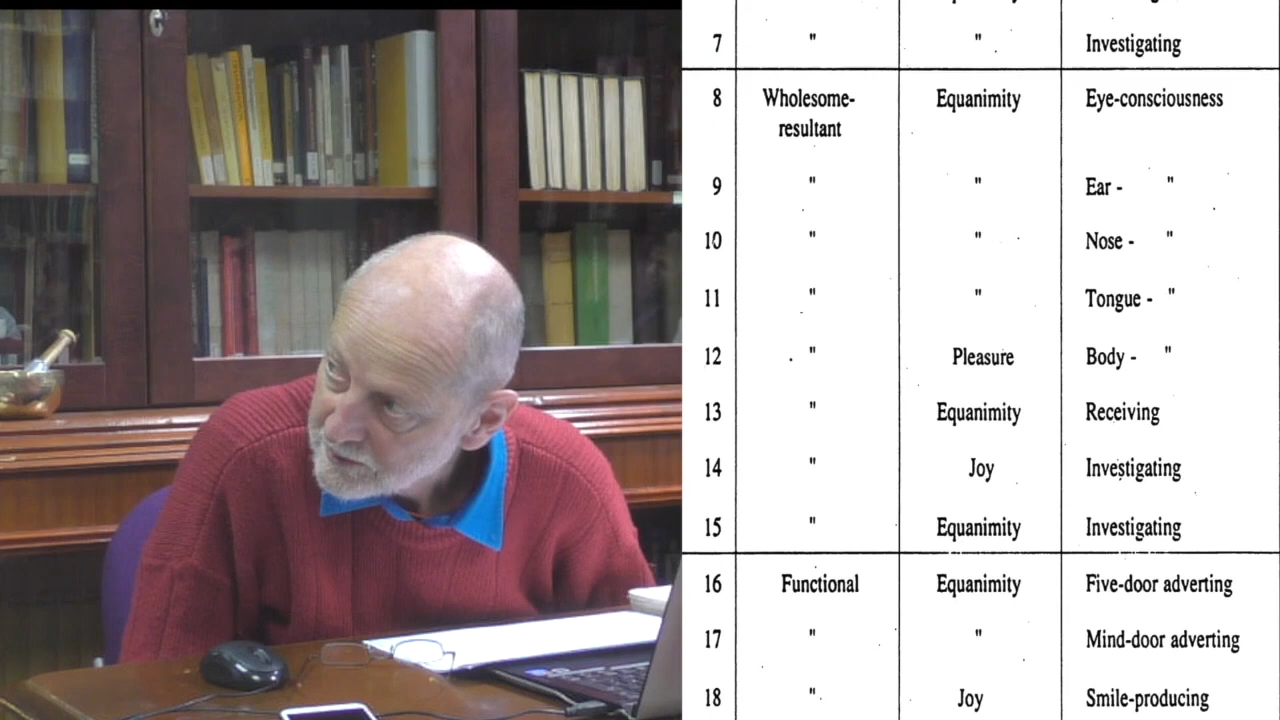 7 " " Investigating
8 Wholesome- Equanimity Eye-consciousness
resultant
9 " " Ear - "
10 " " Nose - "
11 " " Tongue - "
12 " Pleasure Body - "
13 " Equanimity Receiving
14 " Joy Investigating
15 " Equanimity Investigating
16 Functional Equanimity Five-door adverting
17 " " Mind-door adverting
18 " Joy Smile-producing